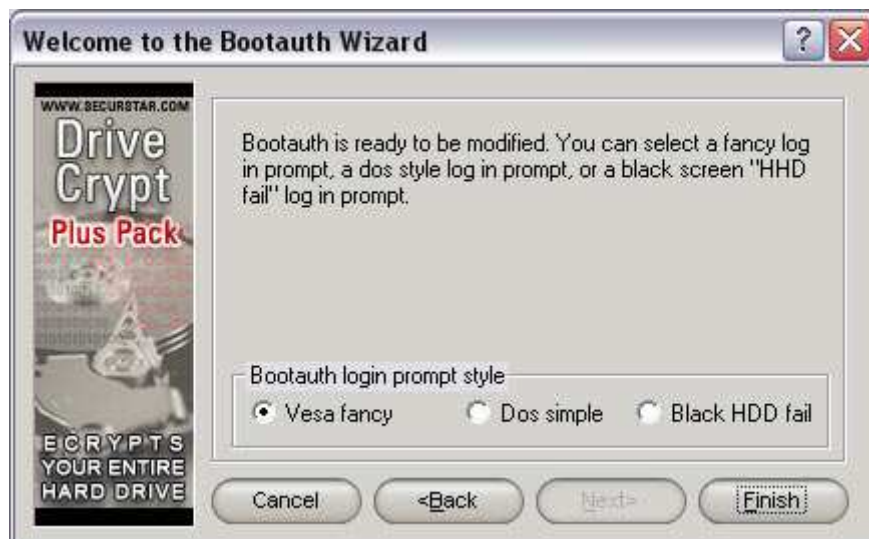 Welcome to the Bootauth Wizard
WWW.SECURSTAR.COM
Drive
Crypt
Plus Pack
ECRYPTS
YOUR ENTIRE
HARD DRIVE
Bootauth is ready to be modified. You can select a fancy log
in prompt, a dos style log in prompt, or a black screen "HHD
fail" log in prompt.
Bootauth login prompt style
Vesa fancy Dos simple Black HDD fail
Cancel <Back Next> Finish